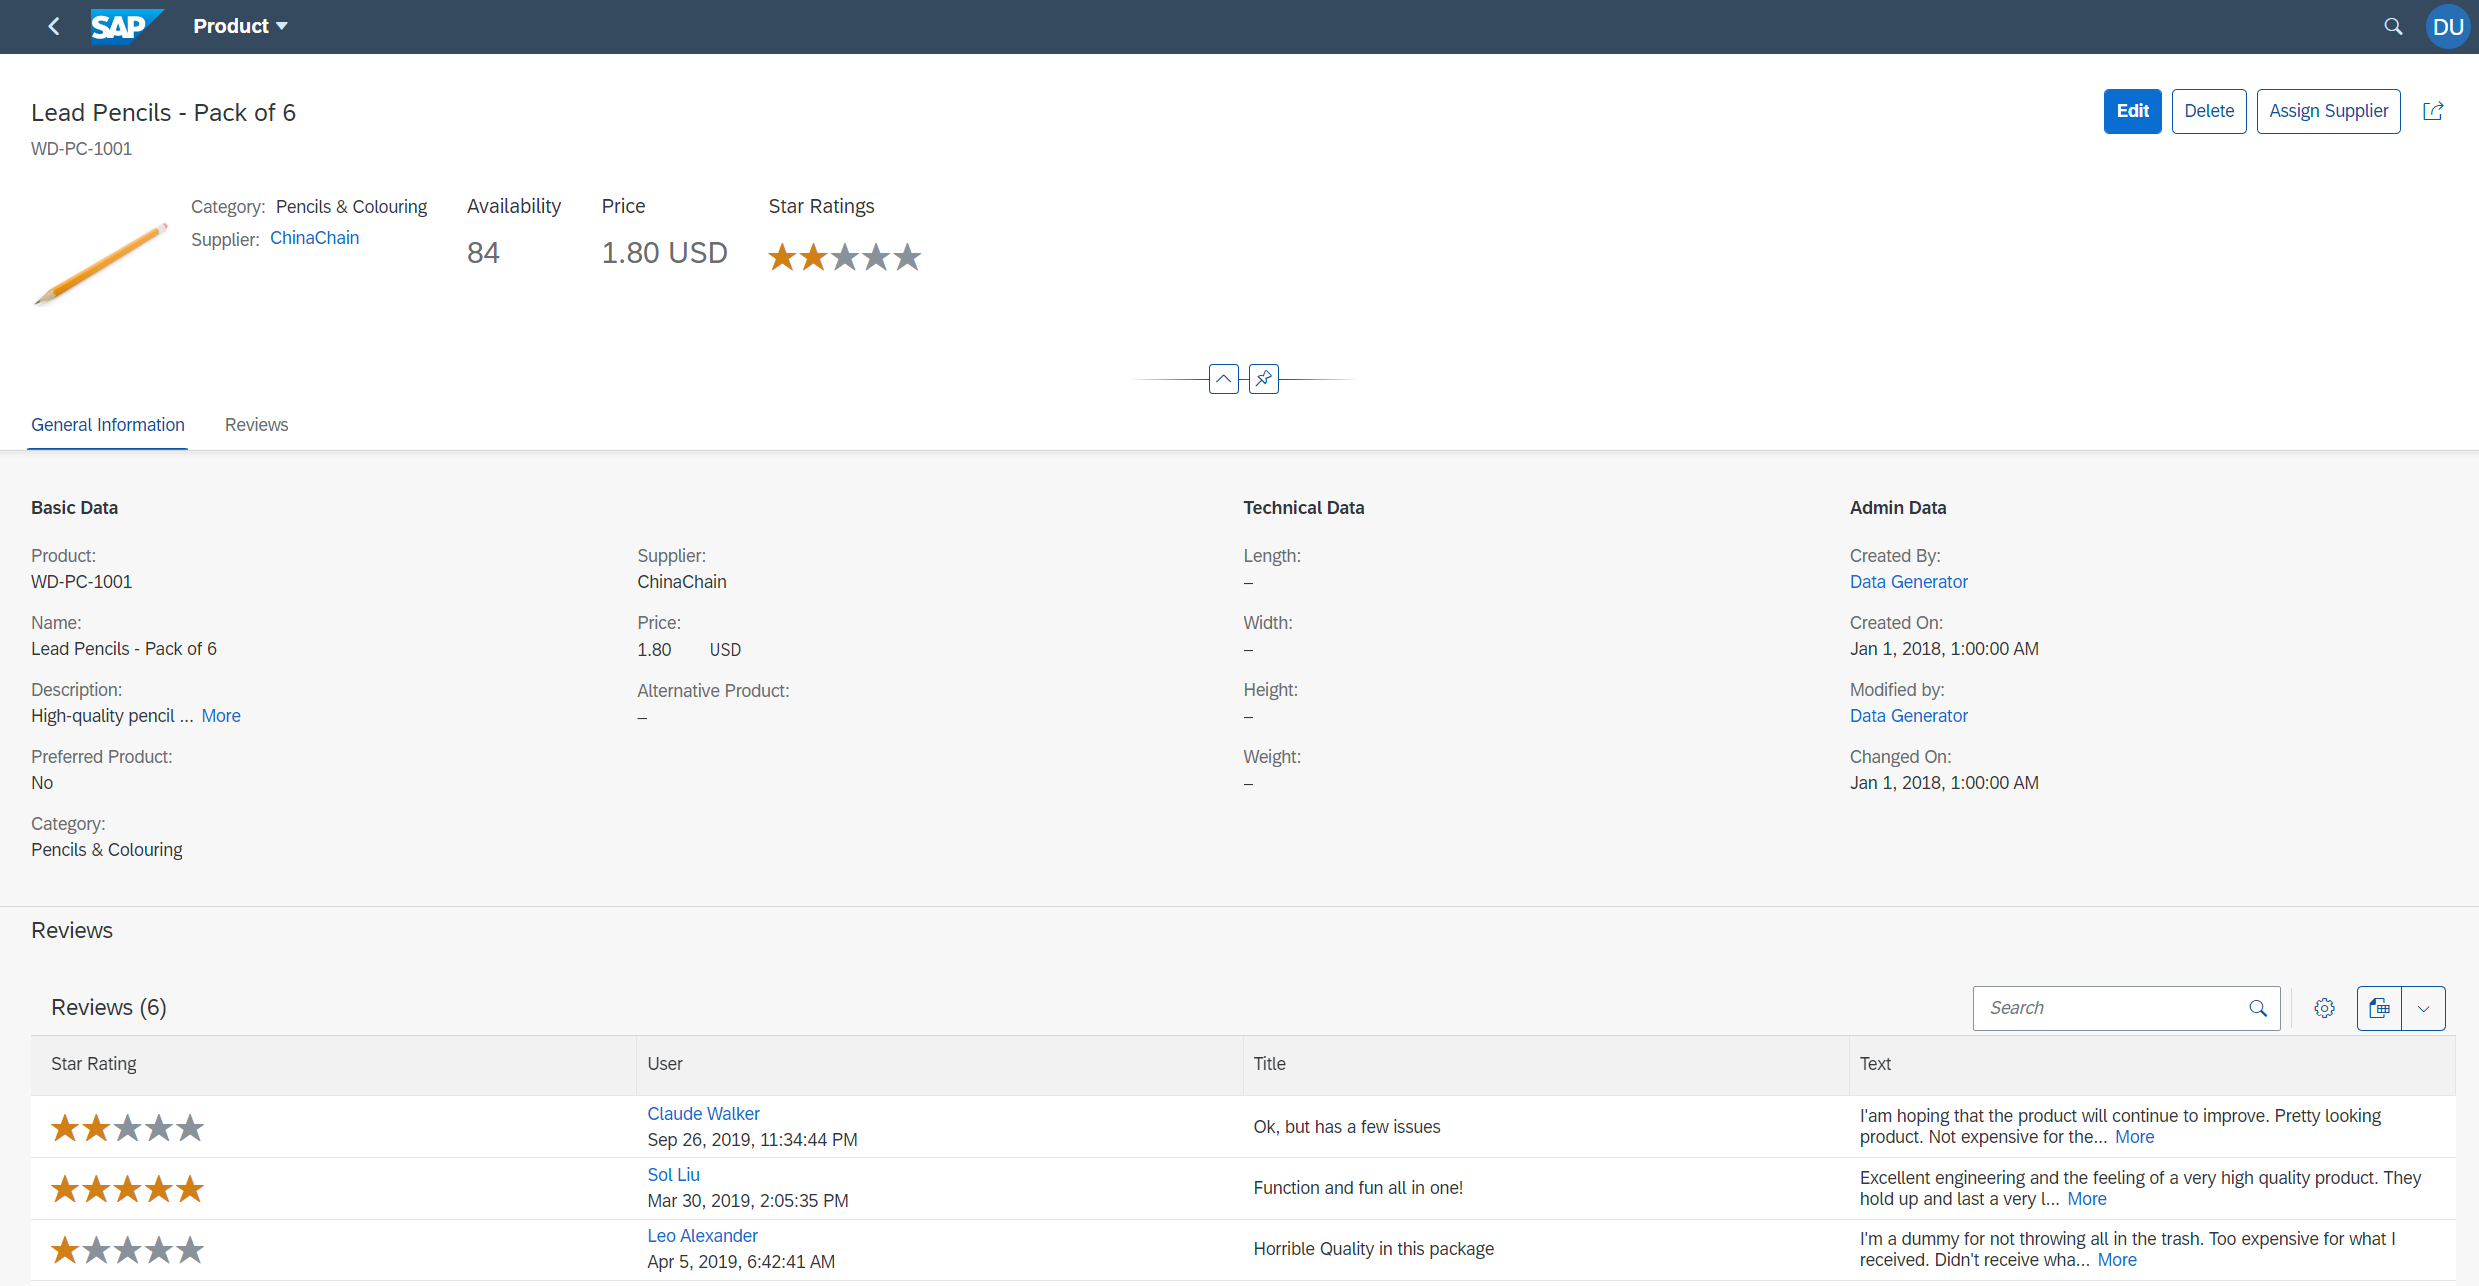 SAP Product DU
Lead Pencils - Pack of 6
Edit Delete Assign Supplier
WD-PC-1001
Category: Pencils & Colouring
Supplier: ChinaChain
Availability
84
Price
1.80 USD
Star Ratings
General Information Reviews
Basic Data
Product:
WD-PC-1001
Name:
Lead Pencils - Pack of 6
Description:
High-quality pencil ... More
Preferred Product:
No
Category:
Pencils & Colouring
Supplier:
ChinaChain
Price:
1.80 USD
Alternative Product:
–
Technical Data
Length:
–
Width:
–
Height:
–
Weight:
–
Admin Data
Created By:
Data Generator
Created On:
Jan 1, 2018, 1:00:00 AM
Modified by:
Data Generator
Changed On:
Jan 1, 2018, 1:00:00 AM
Reviews
Reviews (6)
Search
Star Rating User Title Text
Claude Walker
Sep 26, 2019, 11:34:44 PM
Ok, but has a few issues
I'am hoping that the product will continue to improve. Pretty looking
product. Not expensive for the... More
Sol Liu
Mar 30, 2019, 2:05:35 PM
Function and fun all in one!
Excellent engineering and the feeling of a very high quality product. They
hold up and last a very l... More
Leo Alexander
Apr 5, 2019, 6:42:41 AM
Horrible Quality in this package
I'm a dummy for not throwing all in the trash. Too expensive for what I
received. Didn't receive wha... More